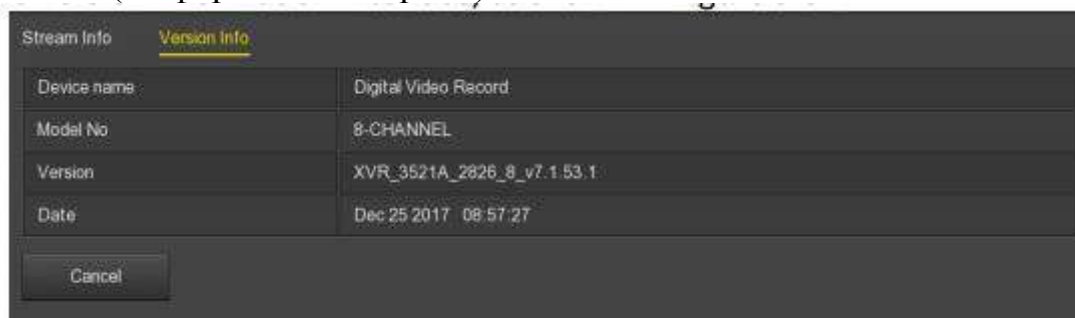 Stream Info Version Info
Device name Digital Video Record
Model No 8-CHANNEL
Version XVR_3521A_2826_8_v7.1.53.1
Date Dec 25 2017 08:57:27
Cancel